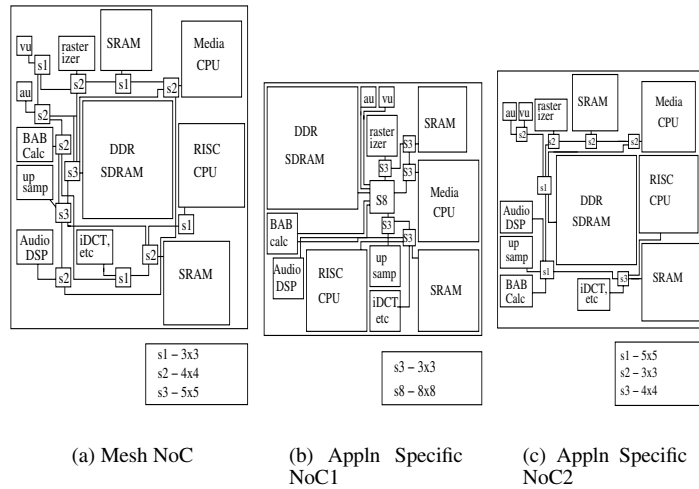 SRAM
Media
CPU
vu
raster
izer
s1
s2
s1
s2
au
s2
DDR
SDRAM
RISC
CPU
BAB
Calc
s2
s3
up
samp
s3
s1
Audio
DSP
iDCT,
etc
s2
s2
s1
SRAM
s1 – 3x3
s2 – 4x4
s3 – 5x5
(a) Mesh NoC
DDR
SDRAM
au
vu
SRAM
raster
izer
S3
S3
S3
Media
CPU
S8
BAB
calc
S3
S3
Audio
DSP
RISC
CPU
up
samp
iDCT,
etc
SRAM
s3 – 3x3
s8 – 8x8
(b) Appln Specific
NoC1
SRAM
Media
CPU
au
vu
raster
izer
s2
s2
s2
s2
s1
DDR
SDRAM
RISC
CPU
Audio
DSP
up
samp
s1
BAB
Calc
iDCT,
etc
s3
SRAM
s1 – 5x5
s2 – 3x3
s3 – 4x4
(c) Appln Specific
NoC2